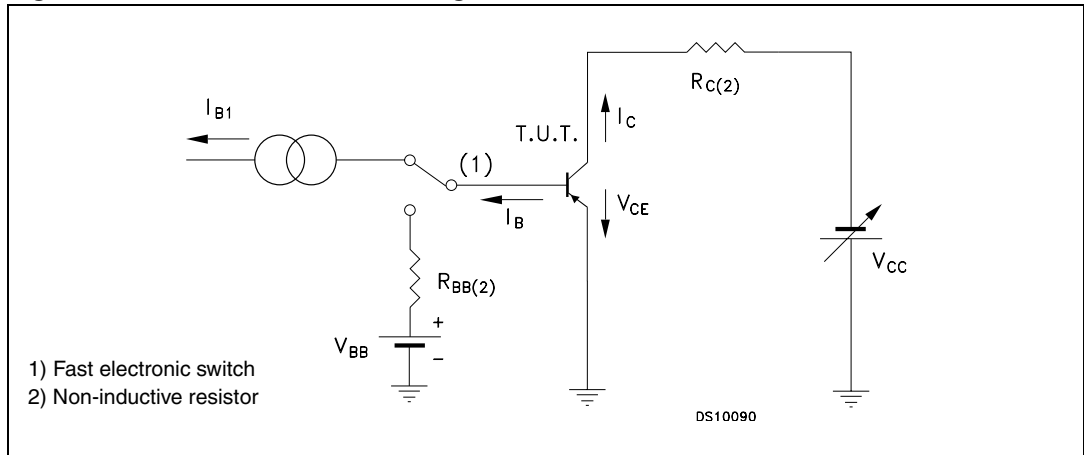 R_C(2)
I_B1
I_C
T.U.T.
(1)
V_CE
I_B
V_CC
R_BB(2)
+
V_BB
−
1) Fast electronic switch
2) Non-inductive resistor
DS10090